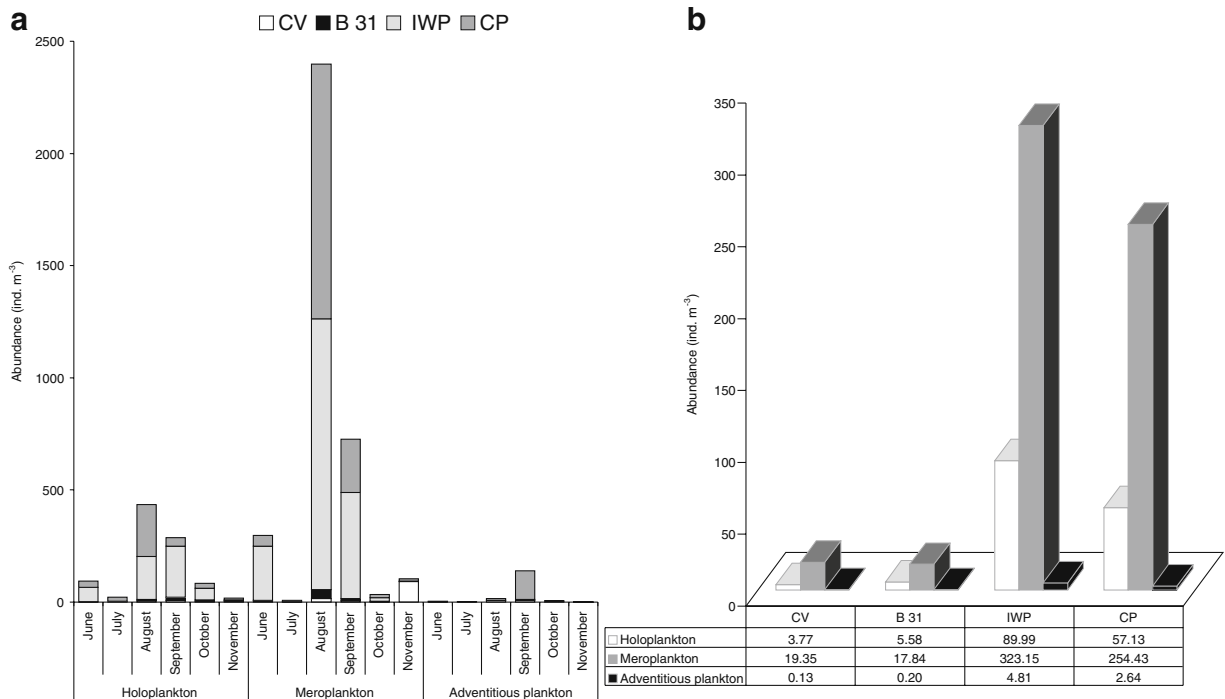 a
CV B 31 IWP CP
2500
2000
1500
1000
500
0
Abundance (ind. m-3)
June July August September October November June July August September October November June July August September October November
Holoplankton Meroplankton Adventitious plankton
b
350
300
250
200
150
100
50
0
Abundance (ind. m-3)
CV B 31 IWP CP
Holoplankton 3.77 5.58 89.99 57.13
Meroplankton 19.35 17.84 323.15 254.43
Adventitious plankton 0.13 0.20 4.81 2.64